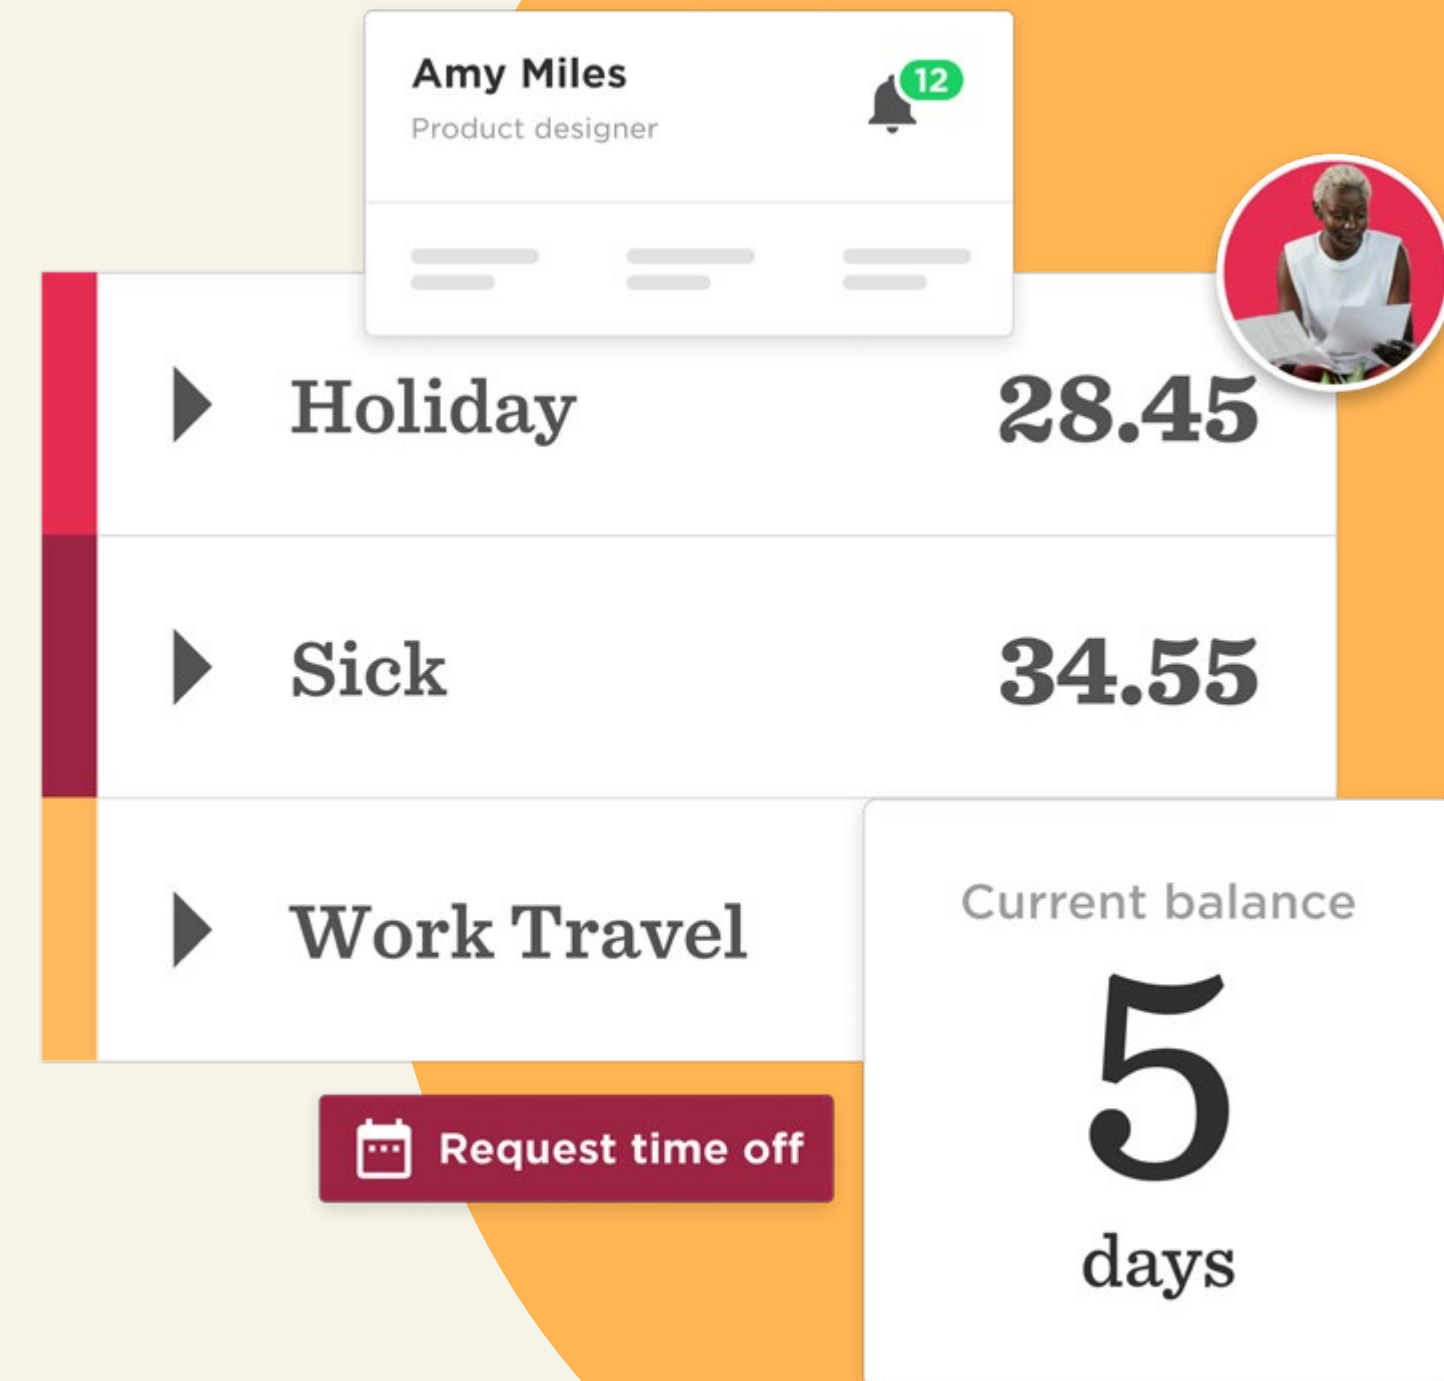 Amy Miles
12
Product designer
Holiday
28.45
Sick
34.55
Work Travel
Current balance
5
days
Request time off